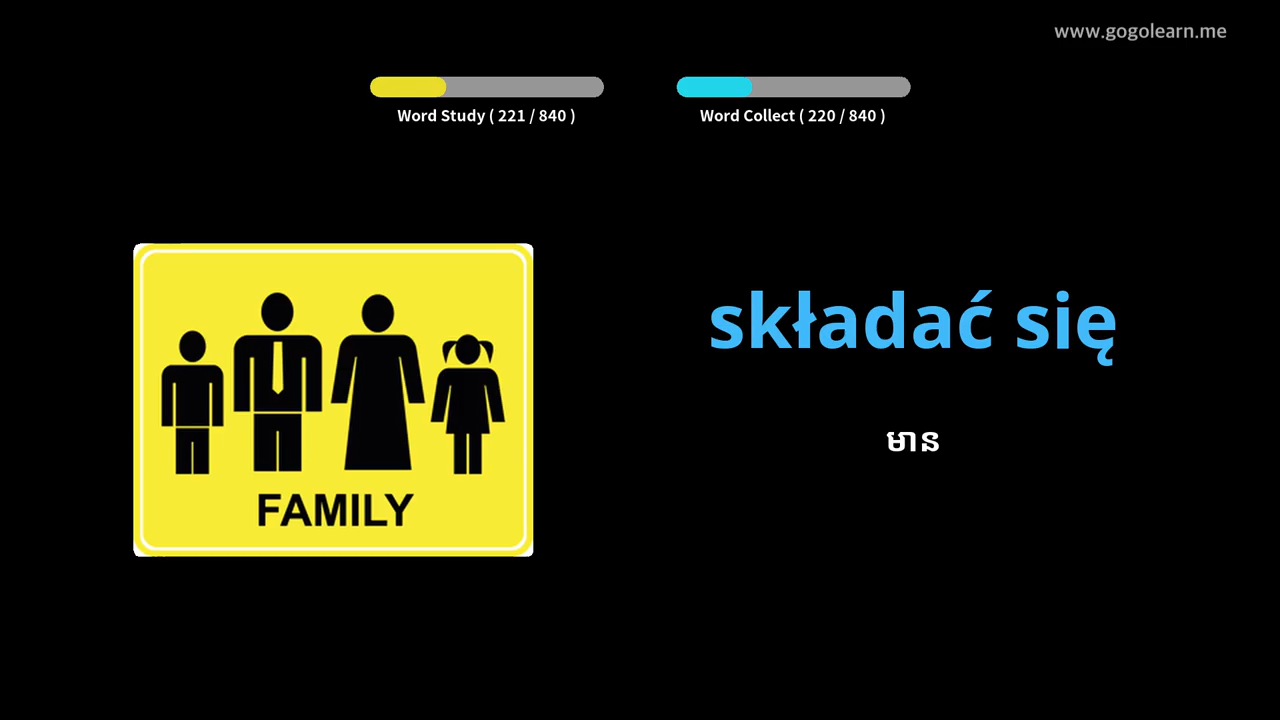 www.gogolearn.me
Word Study ( 221 / 840 )
Word Collect ( 220 / 840 )
składać się
មាន
FAMILY